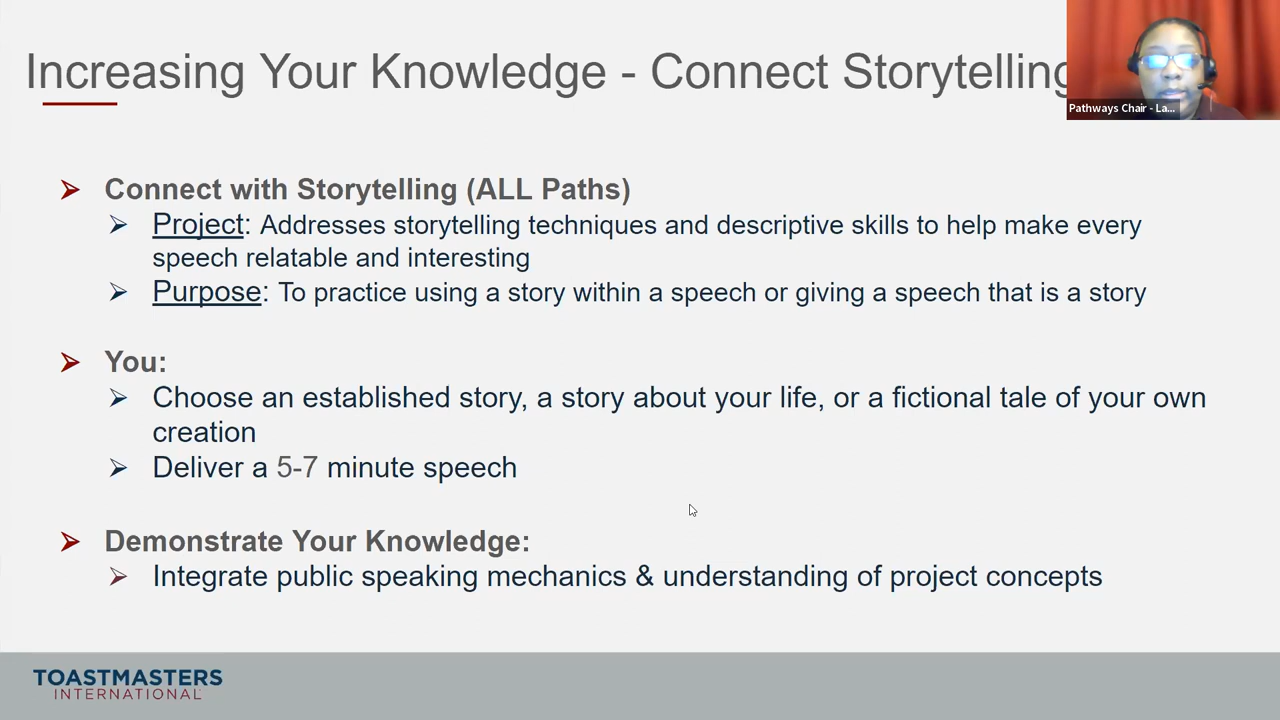 Increasing Your Knowledge - Connect Storytelling
Pathways Chair - La...
Connect with Storytelling (ALL Paths)
Project: Addresses storytelling techniques and descriptive skills to help make every
speech relatable and interesting
Purpose: To practice using a story within a speech or giving a speech that is a story
You:
Choose an established story, a story about your life, or a fictional tale of your own
creation
Deliver a 5-7 minute speech
Demonstrate Your Knowledge:
Integrate public speaking mechanics & understanding of project concepts
TOASTMASTERS
INTERNATIONAL